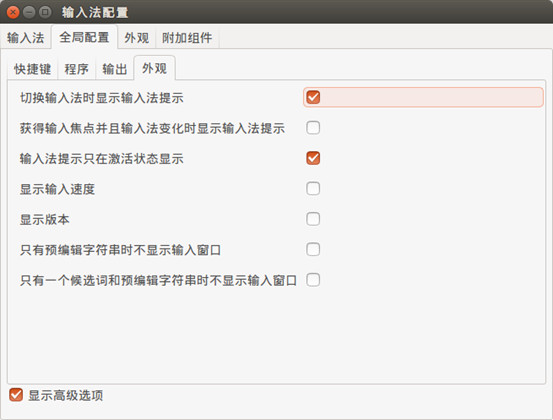 输入法配置
输入法 全局配置 外观 附加组件
快捷键 程序 输出 外观
切换输入法时显示输入法提示
获得输入焦点并且输入法变化时显示输入法提示
输入法提示只在激活状态显示
显示输入速度
显示版本
只有预编辑字符串时不显示输入窗口
只有一个候选词和预编辑字符串时不显示输入窗口
显示高级选项